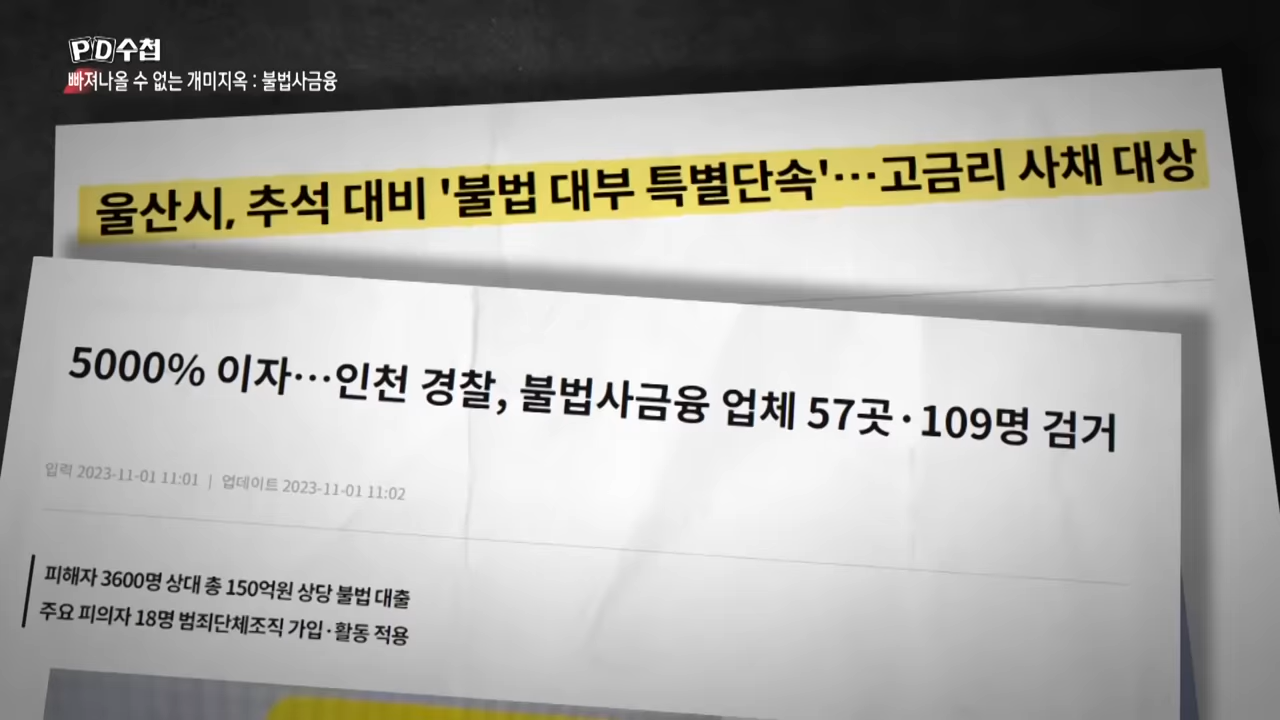 PD수첩
빠져나올 수 없는 개미지옥 : 불법사금융
울산시, 추석 대비 '불법 대부 특별단속'…고금리 사채 대상
5000% 이자…인천 경찰, 불법사금융 업체 57곳·109명 검거
입력 2023-11-01 11:01 | 업데이트 2023-11-01 11:02
피해자 3600명 상대 총 150억원 상당 불법 대출
주요 피의자 18명 범죄단체조직 가입·활동 적용